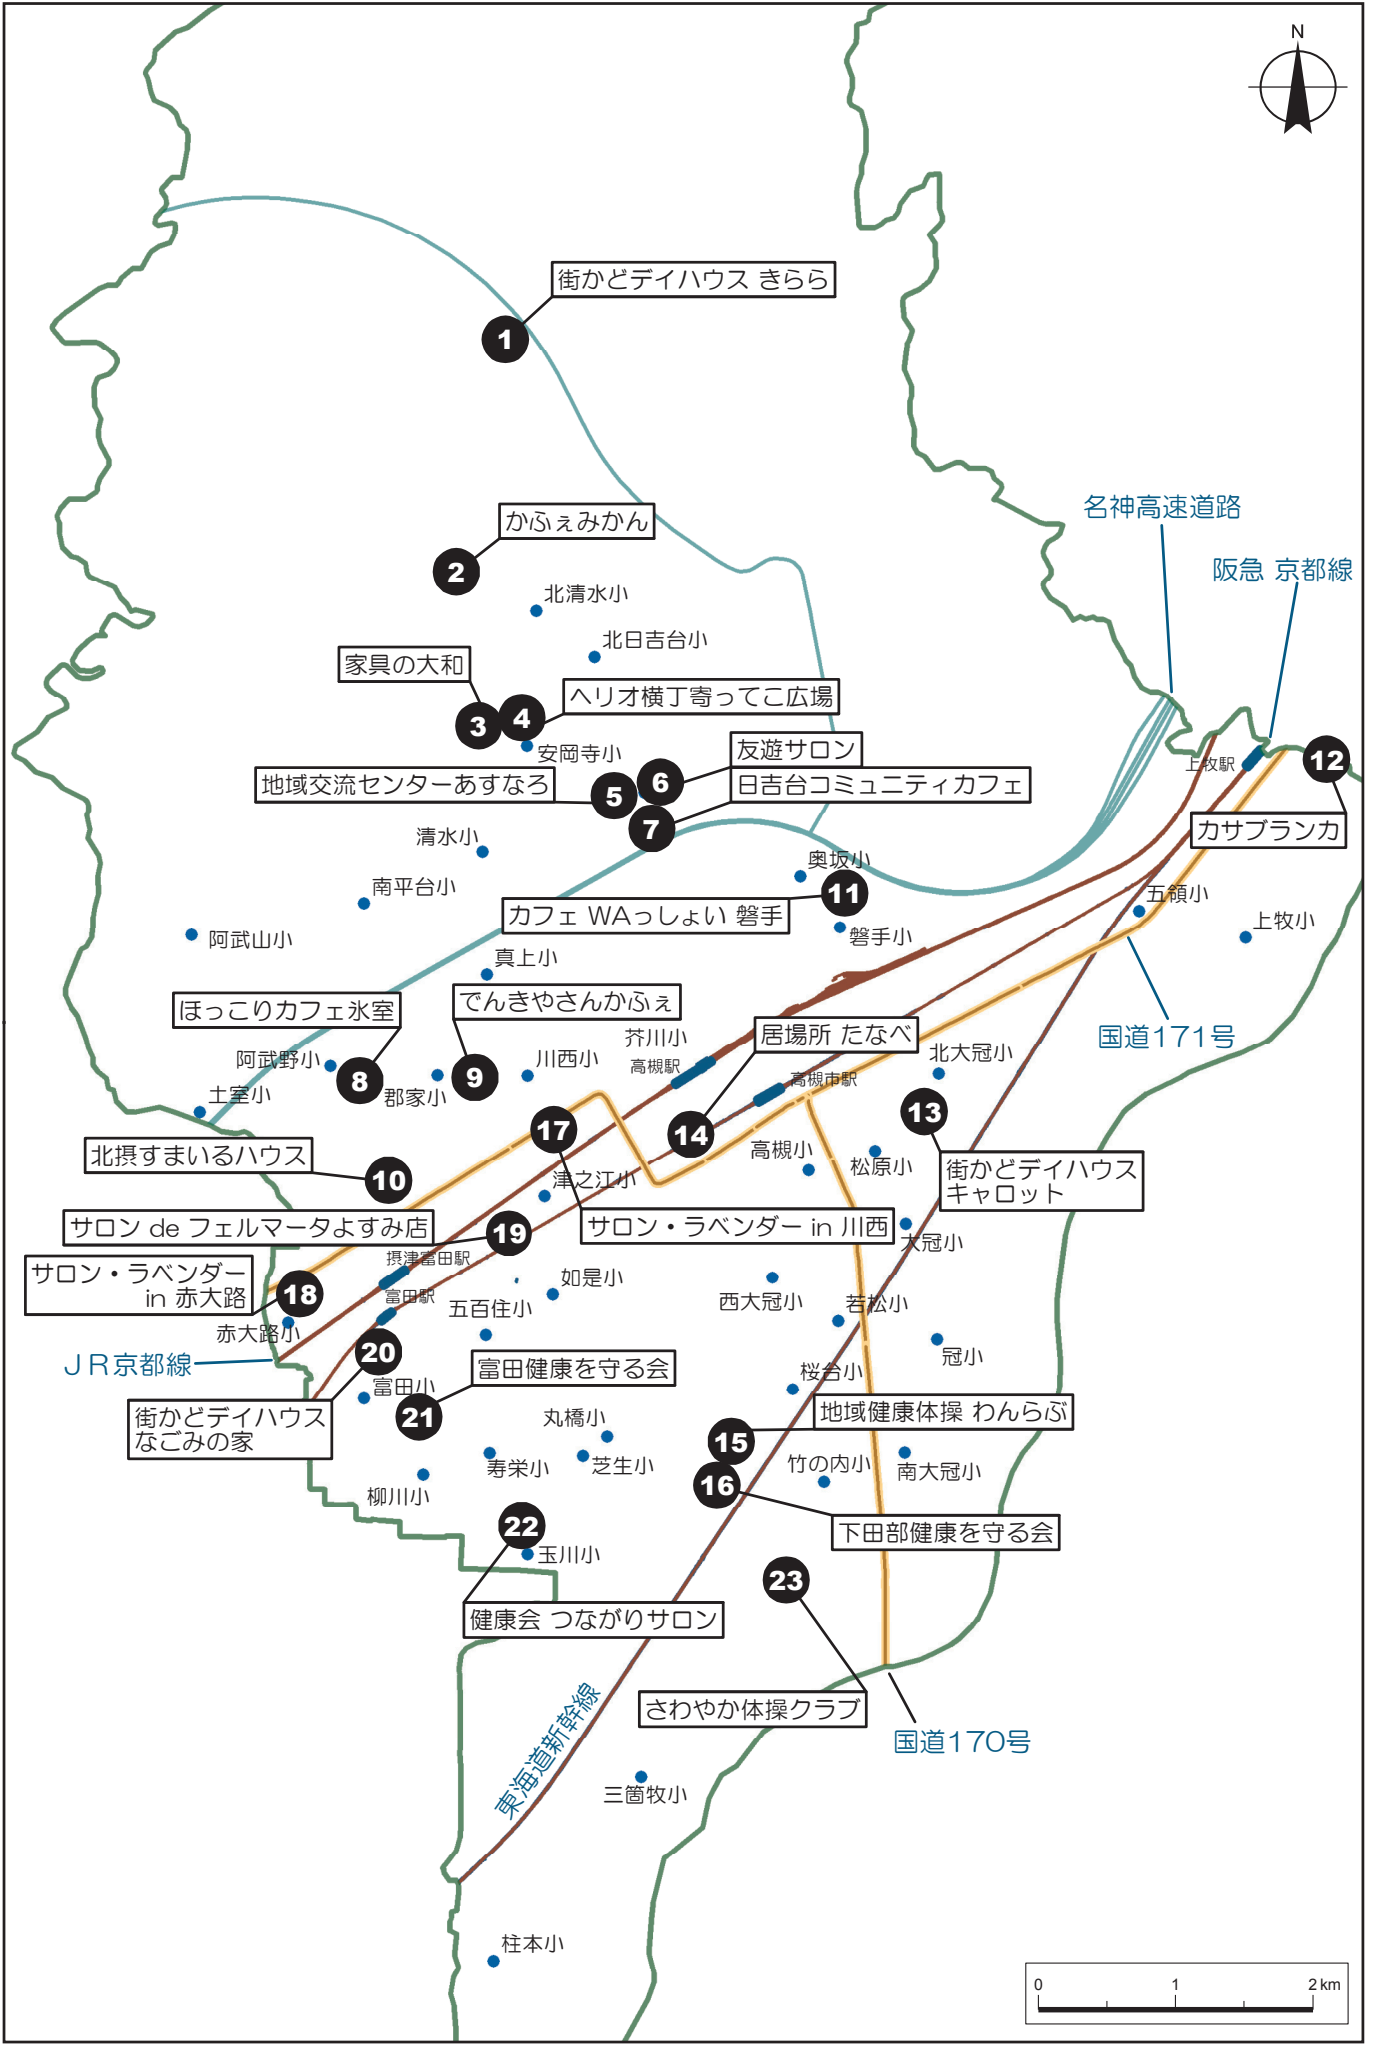 N
街かどデイハウス きらら
1
名神高速道路
かふぇみかん
2
阪急 京都線
北清水小
北日吉台小
家具の大和
ヘリオ横丁寄ってこ広場
3
4
安岡寺小
友遊サロン
上牧駅
12
地域交流センターあすなろ
5
6
日吉台コミュニティカフェ
7
カサブランカ
清水小
奥坂小
南平台小
11
五領小
カフェ WAっしょい 磐手
阿武山小
磐手小
上牧小
真上小
ほっこりカフェ氷室
でんきやさんかふぇ
国道171号
芥川小
居場所 たなべ
阿武野小
川西小
高槻駅
北大冠小
8
9
高槻市駅
土室小
郡家小
13
17
14
北摂すまいるハウス
高槻小
松原小
街かどデイハウス
キャロット
10
津之江小
サロン de フェルマータよすみ店
19
サロン・ラベンダー in 川西
大冠小
摂津富田駅
サロン・ラベンダー
in 赤大路
18
富田駅
如是小
五百住小
西大冠小
若松小
赤大路小
冠小
JR京都線
20
富田健康を守る会
富田小
桜台小
街かどデイハウス
なごみの家
21
丸橋小
地域健康体操 わんらぶ
15
寿栄小
芝生小
竹の内小
南大冠小
柳川小
16
22
下田部健康を守る会
玉川小
23
健康会 つながりサロン
さわやか体操クラブ
東海道新幹線
国道170号
三箇牧小
柱本小
0
1
2 km